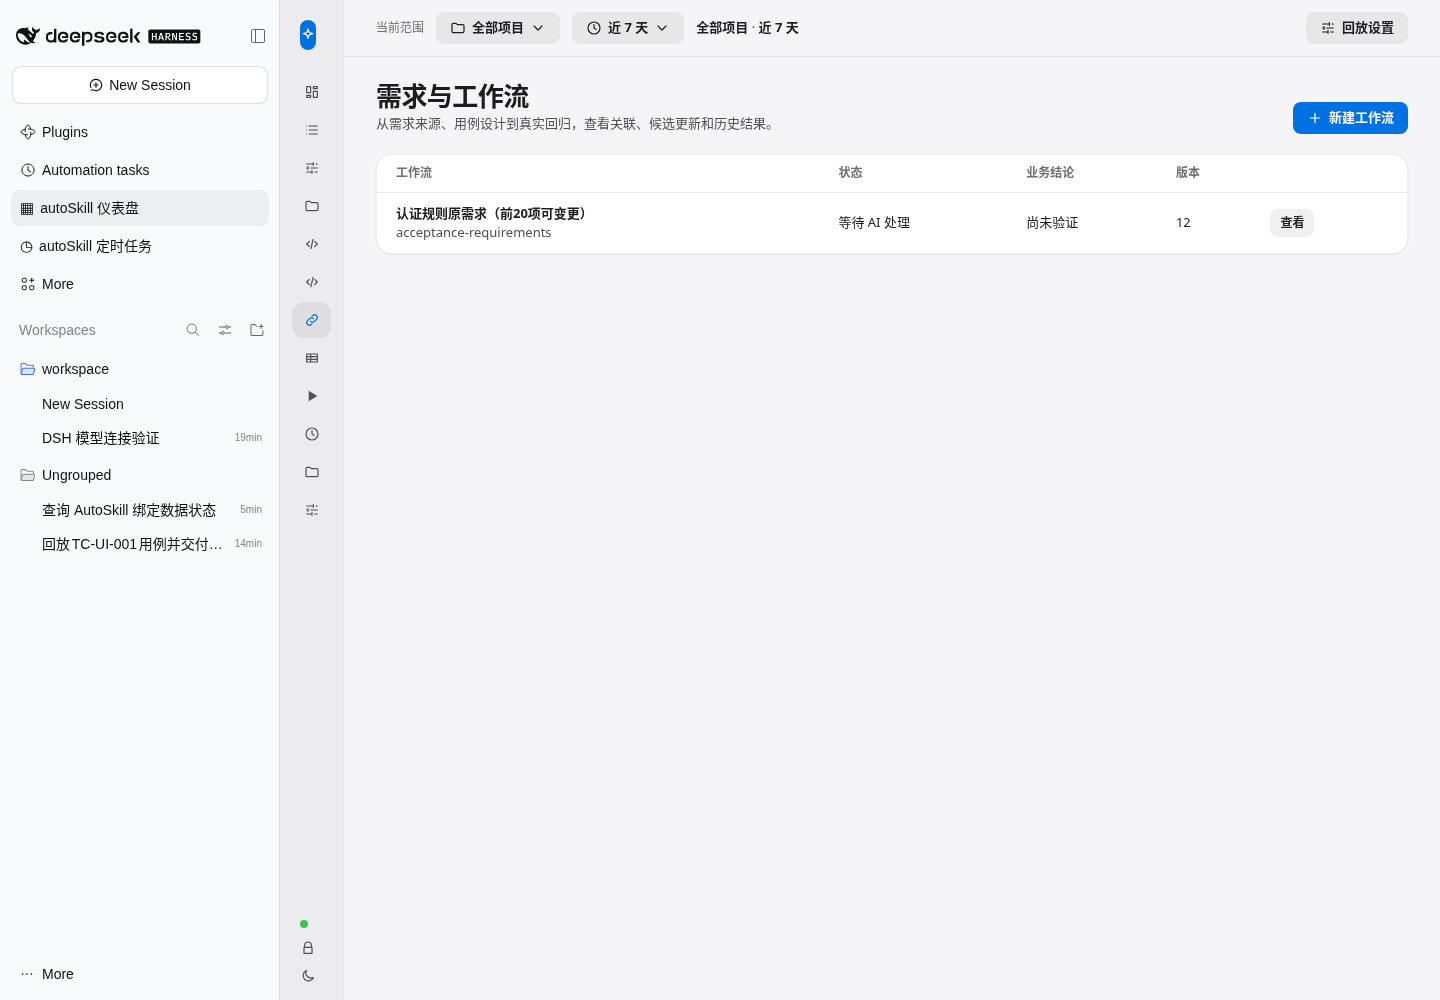 deepseek HARNESS
New Session
Plugins
Automation tasks
autoSkill 仪表盘
autoSkill 定时任务
More
Workspaces
workspace
New Session
DSH 模型连接验证 19min
Ungrouped
查询 AutoSkill 绑定数据状态 5min
回放 TC-UI-001 用例并交付… 14min
More
当前范围 全部项目 近 7 天 全部项目 · 近 7 天 回放设置
需求与工作流
从需求来源、用例设计到真实回归，查看关联、候选更新和历史结果。
新建工作流
工作流 状态 业务结论 版本
认证规则原需求（前20项可变更）
acceptance-requirements
等待 AI 处理 尚未验证 12 查看